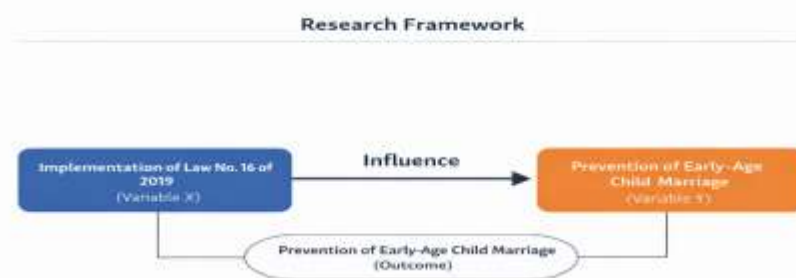 Research Framework
Implementation of Law No. 16 of
2019
(Variable X)
Influence
Prevention of Early-Age
Child Marriage
(Variable Y)
Prevention of Early-Age Child Marriage
(Outcome)